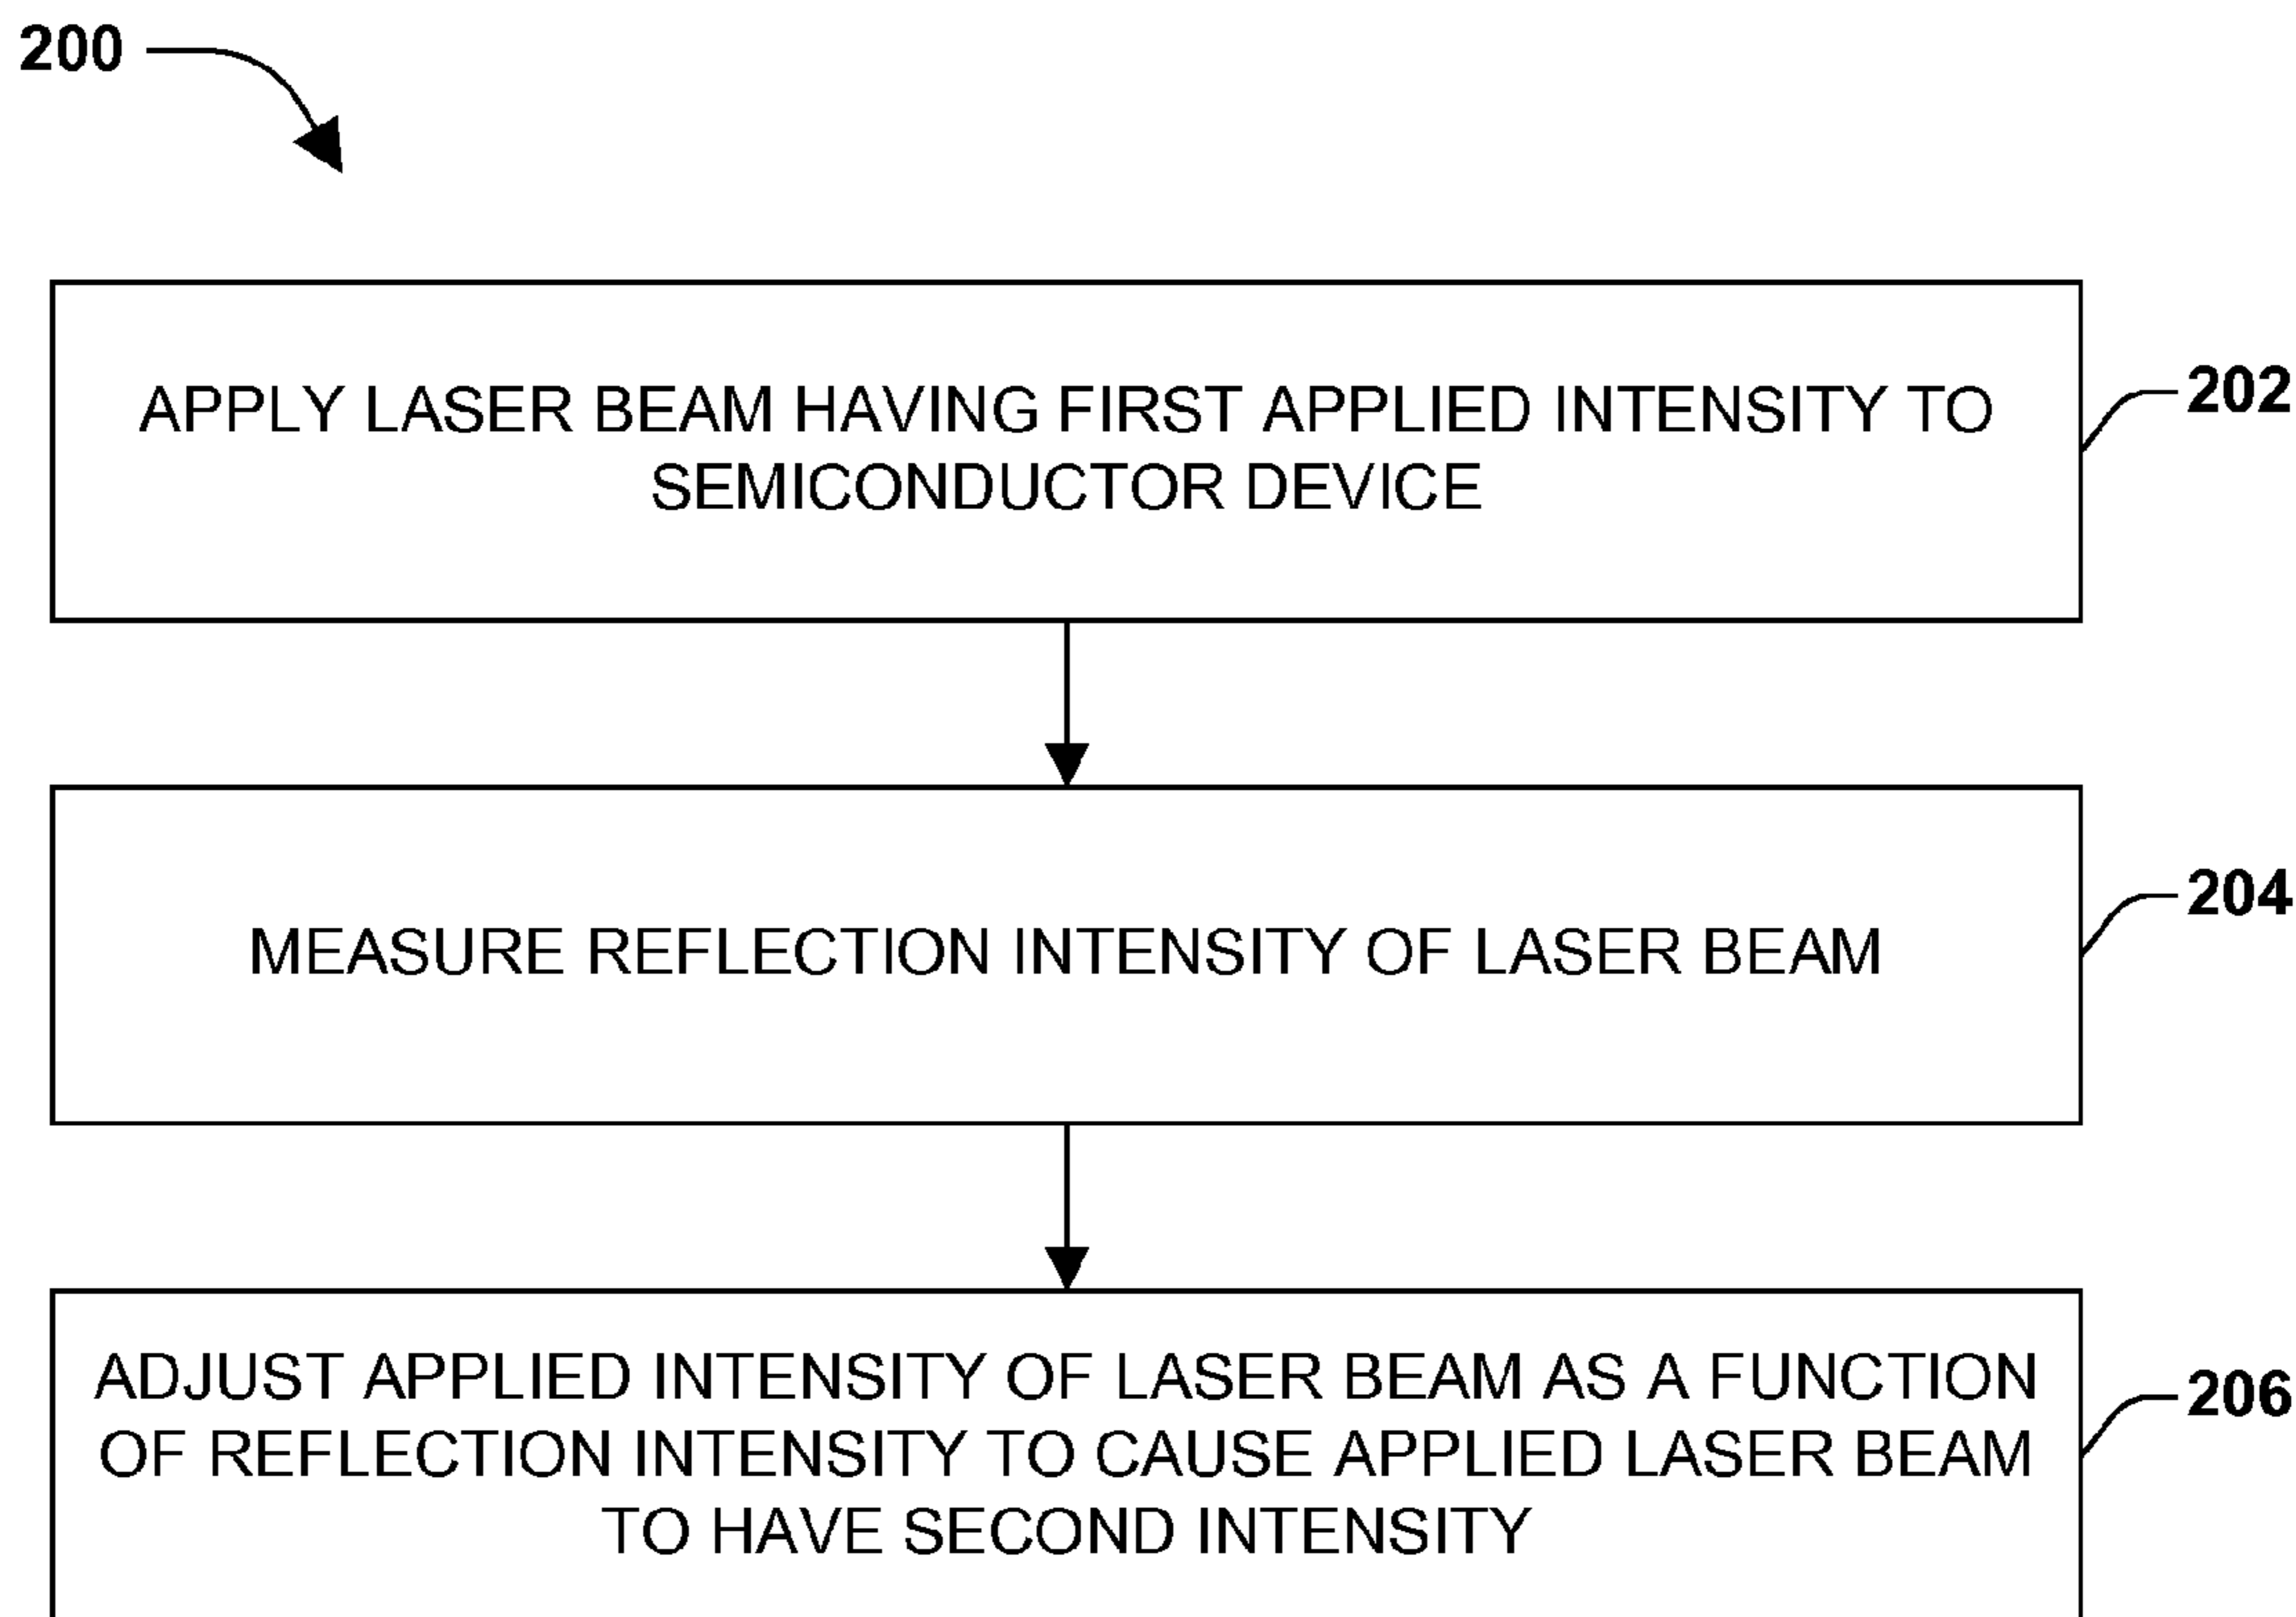 200
APPLY LASER BEAM HAVING FIRST APPLIED INTENSITY TO
SEMICONDUCTOR DEVICE
202
MEASURE REFLECTION INTENSITY OF LASER BEAM
204
ADJUST APPLIED INTENSITY OF LASER BEAM AS A FUNCTION
OF REFLECTION INTENSITY TO CAUSE APPLIED LASER BEAM
TO HAVE SECOND INTENSITY
206